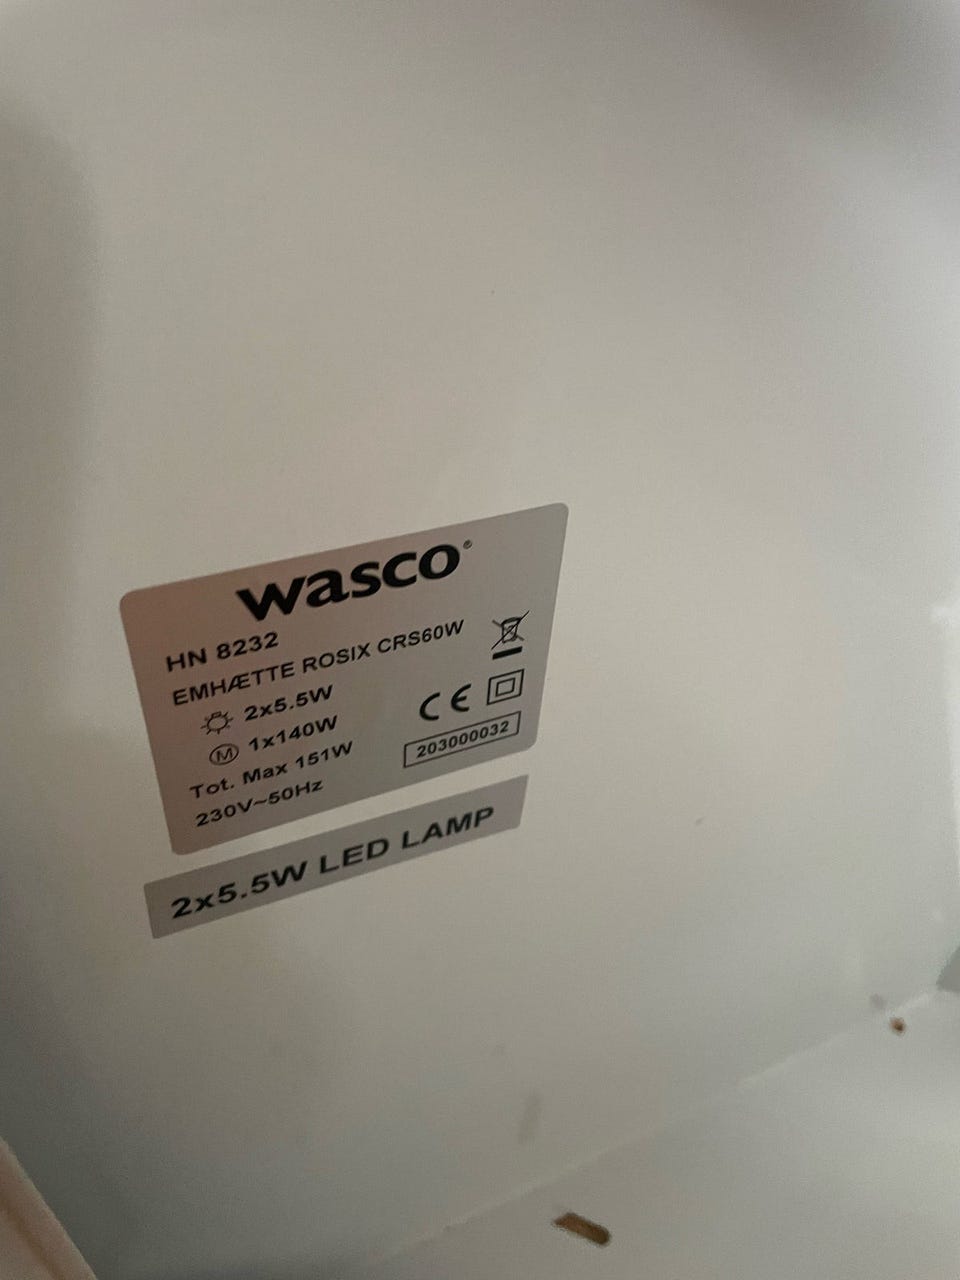 wasco®
HN 8232
EMHÆTTE ROSIX CRS60W
2x5.5W
M 1x140W
Tot. Max 151W
230V~50Hz
CE
203000032
2x5.5W LED LAMP